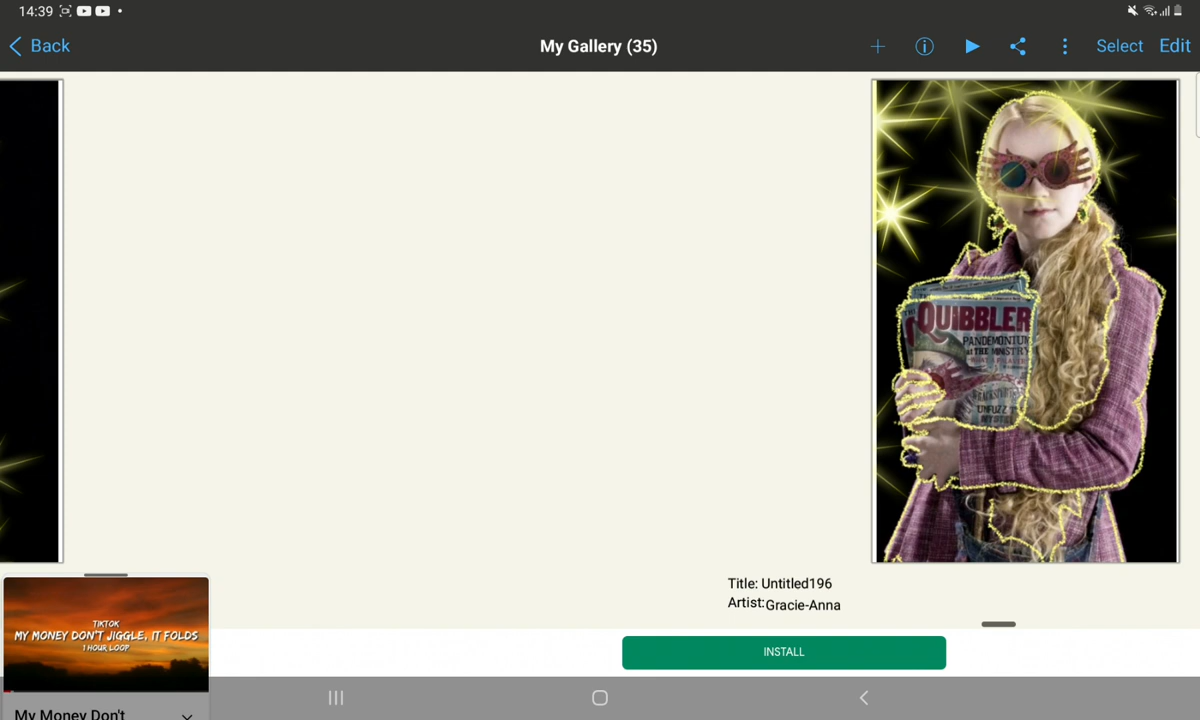 14:39
Back
My Gallery (35)
Select
Edit
QUIBBLER
PANDEMONIUM
AT THE MINISTRY
UNFUZZ
Title: Untitled196
Artist: Gracie-Anna
TIKTOK
MY MONEY DON'T JIGGLE, IT FOLDS
1 HOUR LOOP
INSTALL
My Money Don't